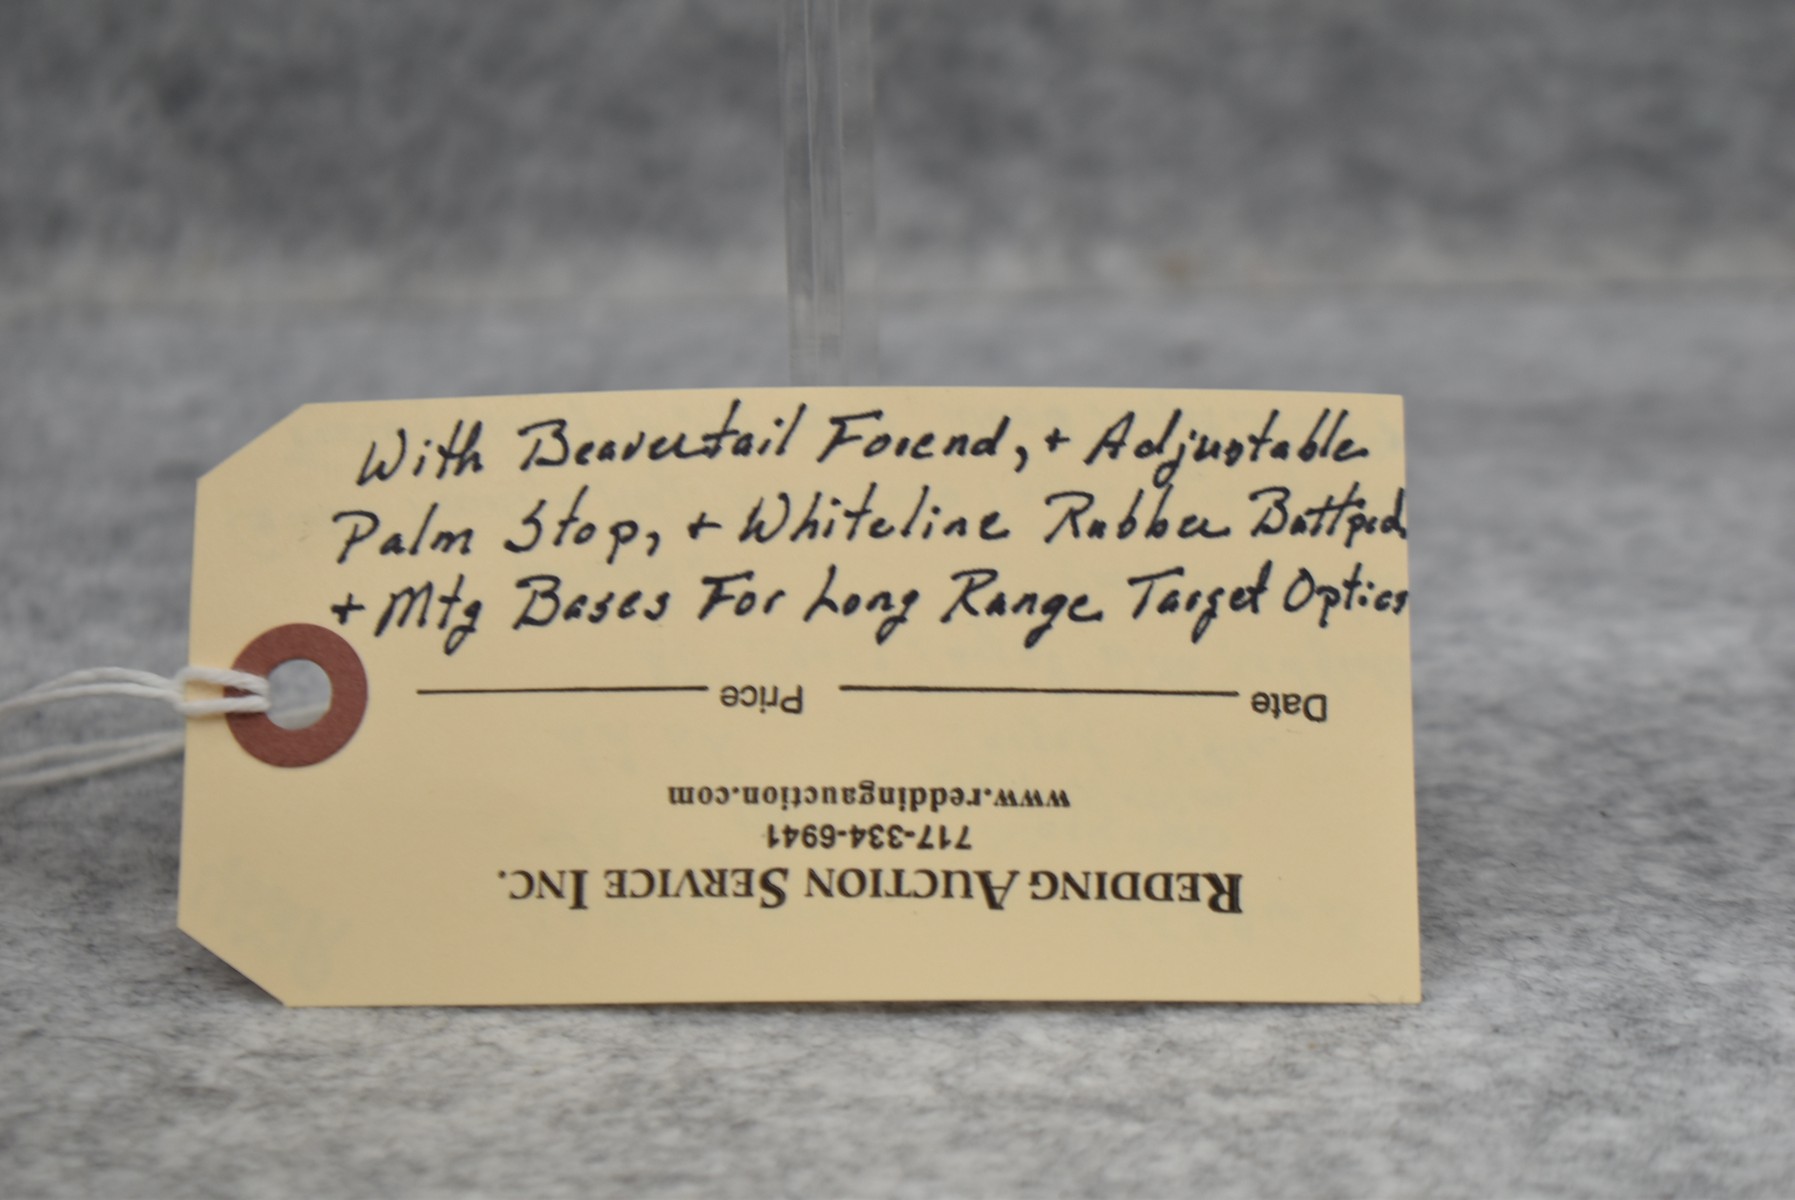 With Beavertail Forend, + Adjustable
Palm Stop, + Whiteline Rubber Buttpad
+ Mtg Bases For Long Range Target Optics
REDDING AUCTION SERVICE INC.
717-334-6941
www.reddingauction.com
Date Price